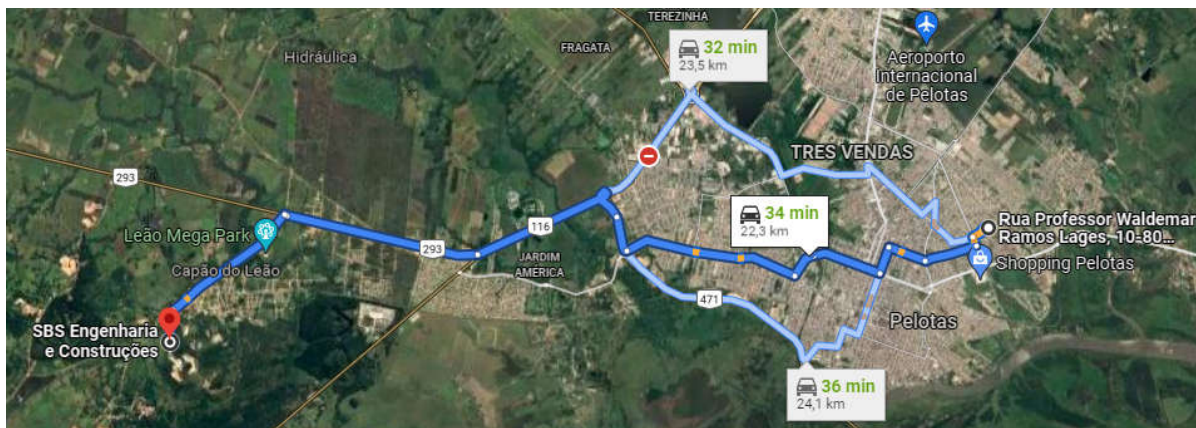 TEREZINHA
FRAGATA
Hidráulica
32 min
23,5 km
Aeroporto
Internacional
de Pelotas
TRES VENDAS
293
34 min
22,3 km
Rua Professor Waldemar
Ramos Lages, 10-80...
Shopping Pelotas
116
Leão Mega Park
293
JARDIM
AMÉRICA
Capão do Leão
471
Pelotas
SBS Engenharia
e Construções
36 min
24,1 km